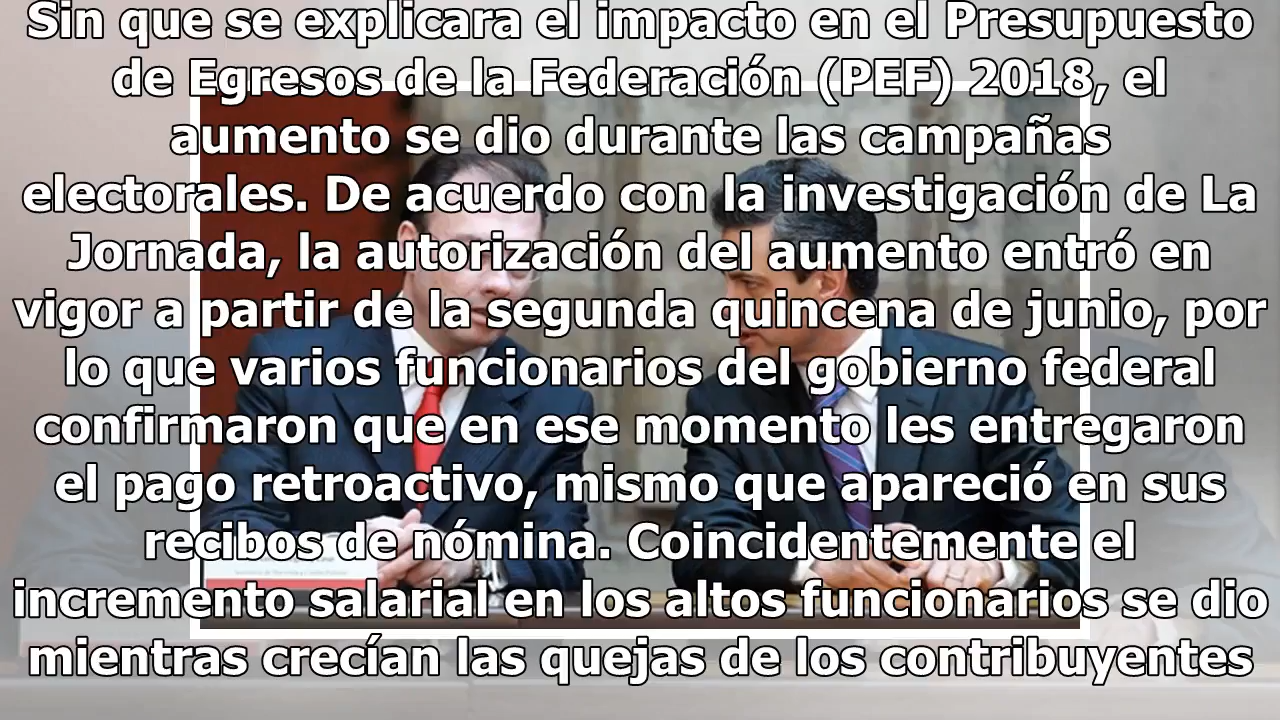 Sin que se explicara el impacto en el Presupuesto
de Egresos de la Federación (PEF) 2018, el
aumento se dio durante las campañas
electorales. De acuerdo con la investigación de La
Jornada, la autorización del aumento entró en
vigor a partir de la segunda quincena de junio, por
lo que varios funcionarios del gobierno federal
confirmaron que en ese momento les entregaron
el pago retroactivo, mismo que apareció en sus
recibos de nómina. Coincidentemente el
incremento salarial en los altos funcionarios se dio
mientras crecían las quejas de los contribuyentes